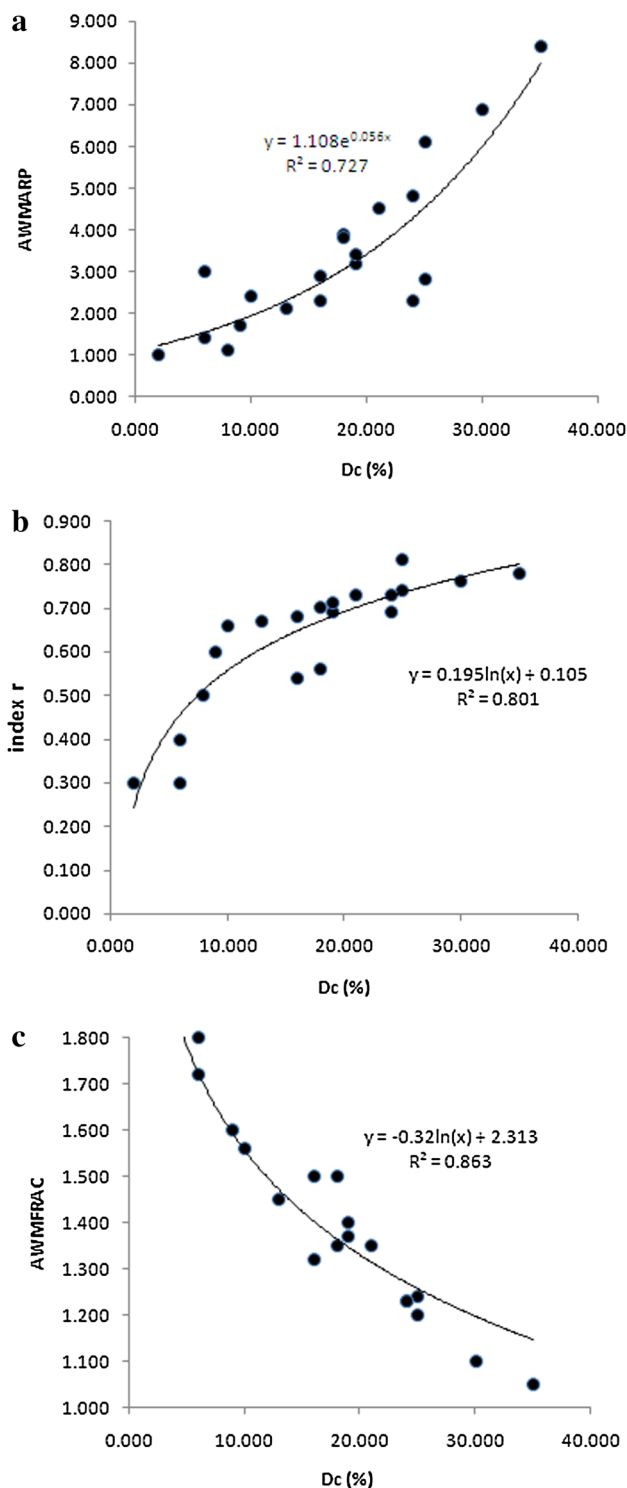 a
9.000
8.000
7.000
6.000
5.000
4.000
3.000
2.000
1.000
0.000
AWMARP
y = 1.108e^0.056x
R² = 0.727
0.000 10.000 20.000 30.000 40.000
Dc (%)
b
0.900
0.800
0.700
0.600
0.500
0.400
0.300
0.200
0.100
0.000
index r
y = 0.195ln(x) + 0.105
R² = 0.801
0.000 10.000 20.000 30.000 40.000
Dc (%)
c
1.800
1.700
1.600
1.500
1.400
1.300
1.200
1.100
1.000
AWMFRAC
y = -0.32ln(x) + 2.313
R² = 0.863
0.000 10.000 20.000 30.000 40.000
Dc (%)